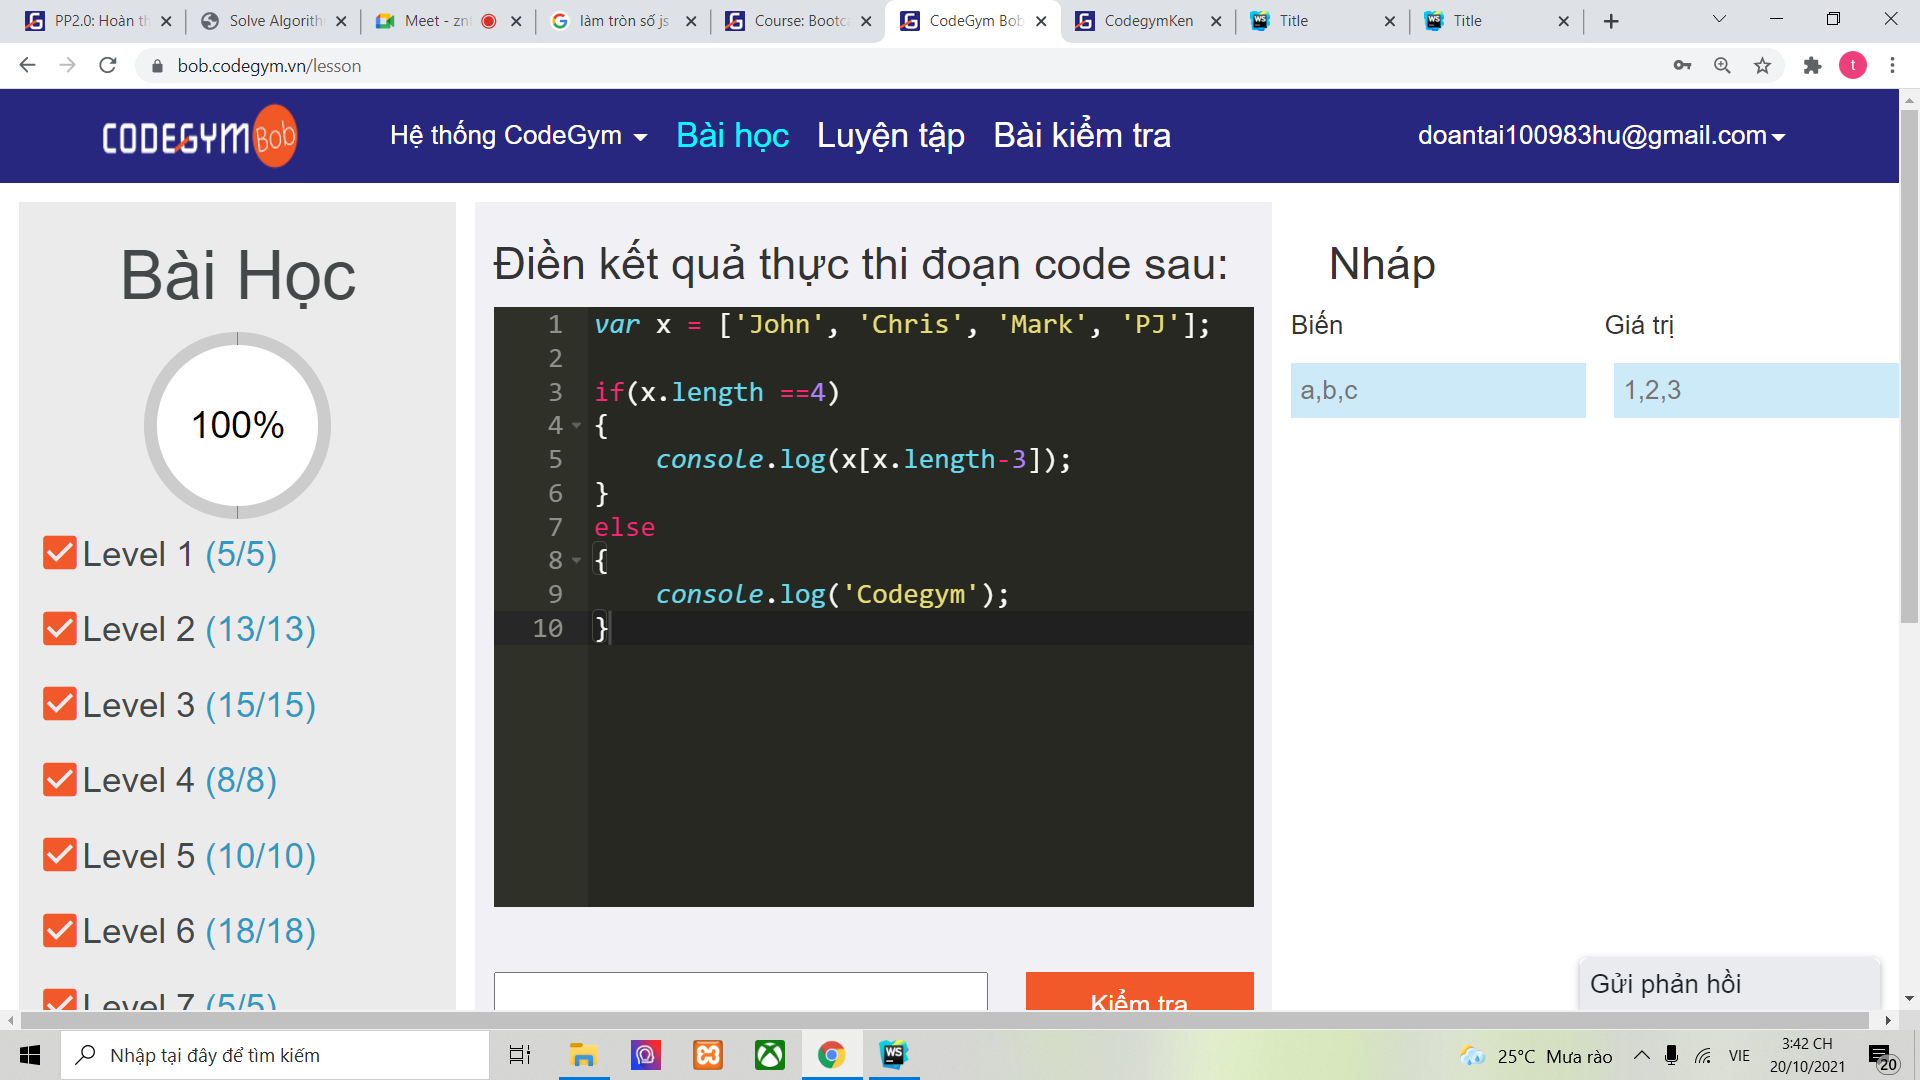 PP2.0: Hoàn th
Solve Algorith
Meet - zn
làm tròn số js
Course: Bootc
CodeGym Bob
CodegymKen
Title
Title
bob.codegym.vn/lesson
t
CODEGYM Bob
Hệ thống CodeGym
Bài học
Luyện tập
Bài kiểm tra
doantai100983hu@gmail.com
Bài Học
100%
Level 1 (5/5)
Level 2 (13/13)
Level 3 (15/15)
Level 4 (8/8)
Level 5 (10/10)
Level 6 (18/18)
Level 7 (5/5)
Điền kết quả thực thi đoạn code sau:
1 var x = ['John', 'Chris', 'Mark', 'PJ'];
2
3 if(x.length ==4)
4 {
5 console.log(x[x.length-3]);
6 }
7 else
8 {
9 console.log('Codegym');
10 }
Kiểm tra
Nháp
Biến
Giá trị
a,b,c
1,2,3
Gửi phản hồi
Nhập tại đây để tìm kiếm
WS
25°C Mưa rào
VIE
3:42 CH
20/10/2021
20